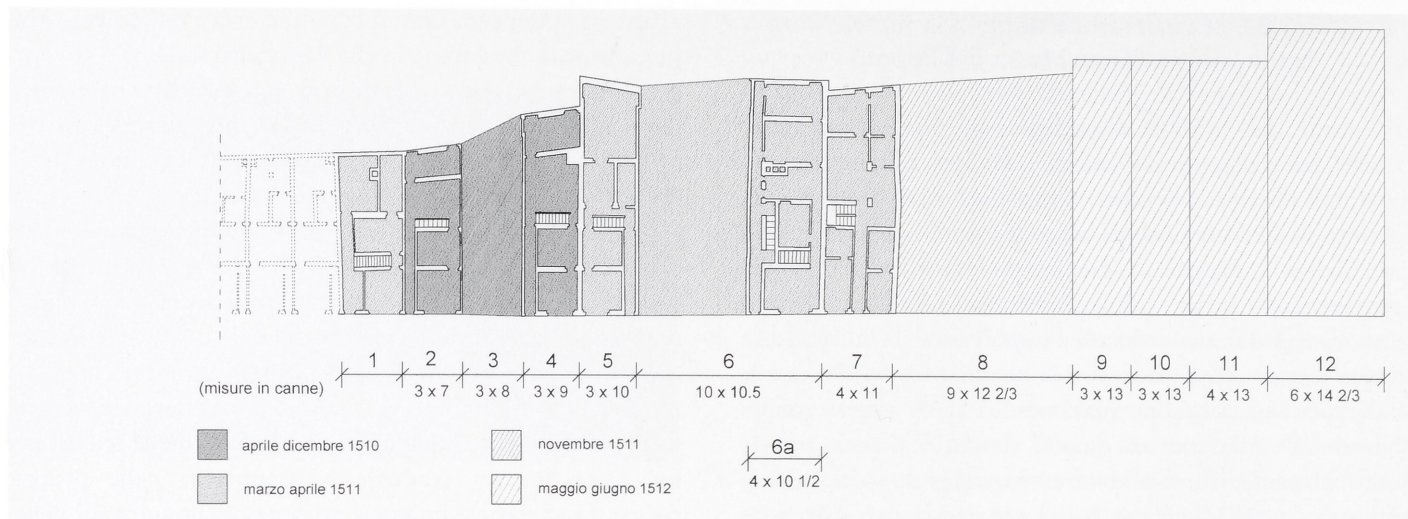 1 2 3 4 5 6 7 8 9 10 11 12
(misure in canne) 3 x 7 3 x 8 3 x 9 3 x 10 10 x 10.5 4 x 11 9 x 12 2/3 3 x 13 3 x 13 4 x 13 6 x 14 2/3
aprile dicembre 1510
marzo aprile 1511
novembre 1511
maggio giugno 1512
6a
4 x 10 1/2